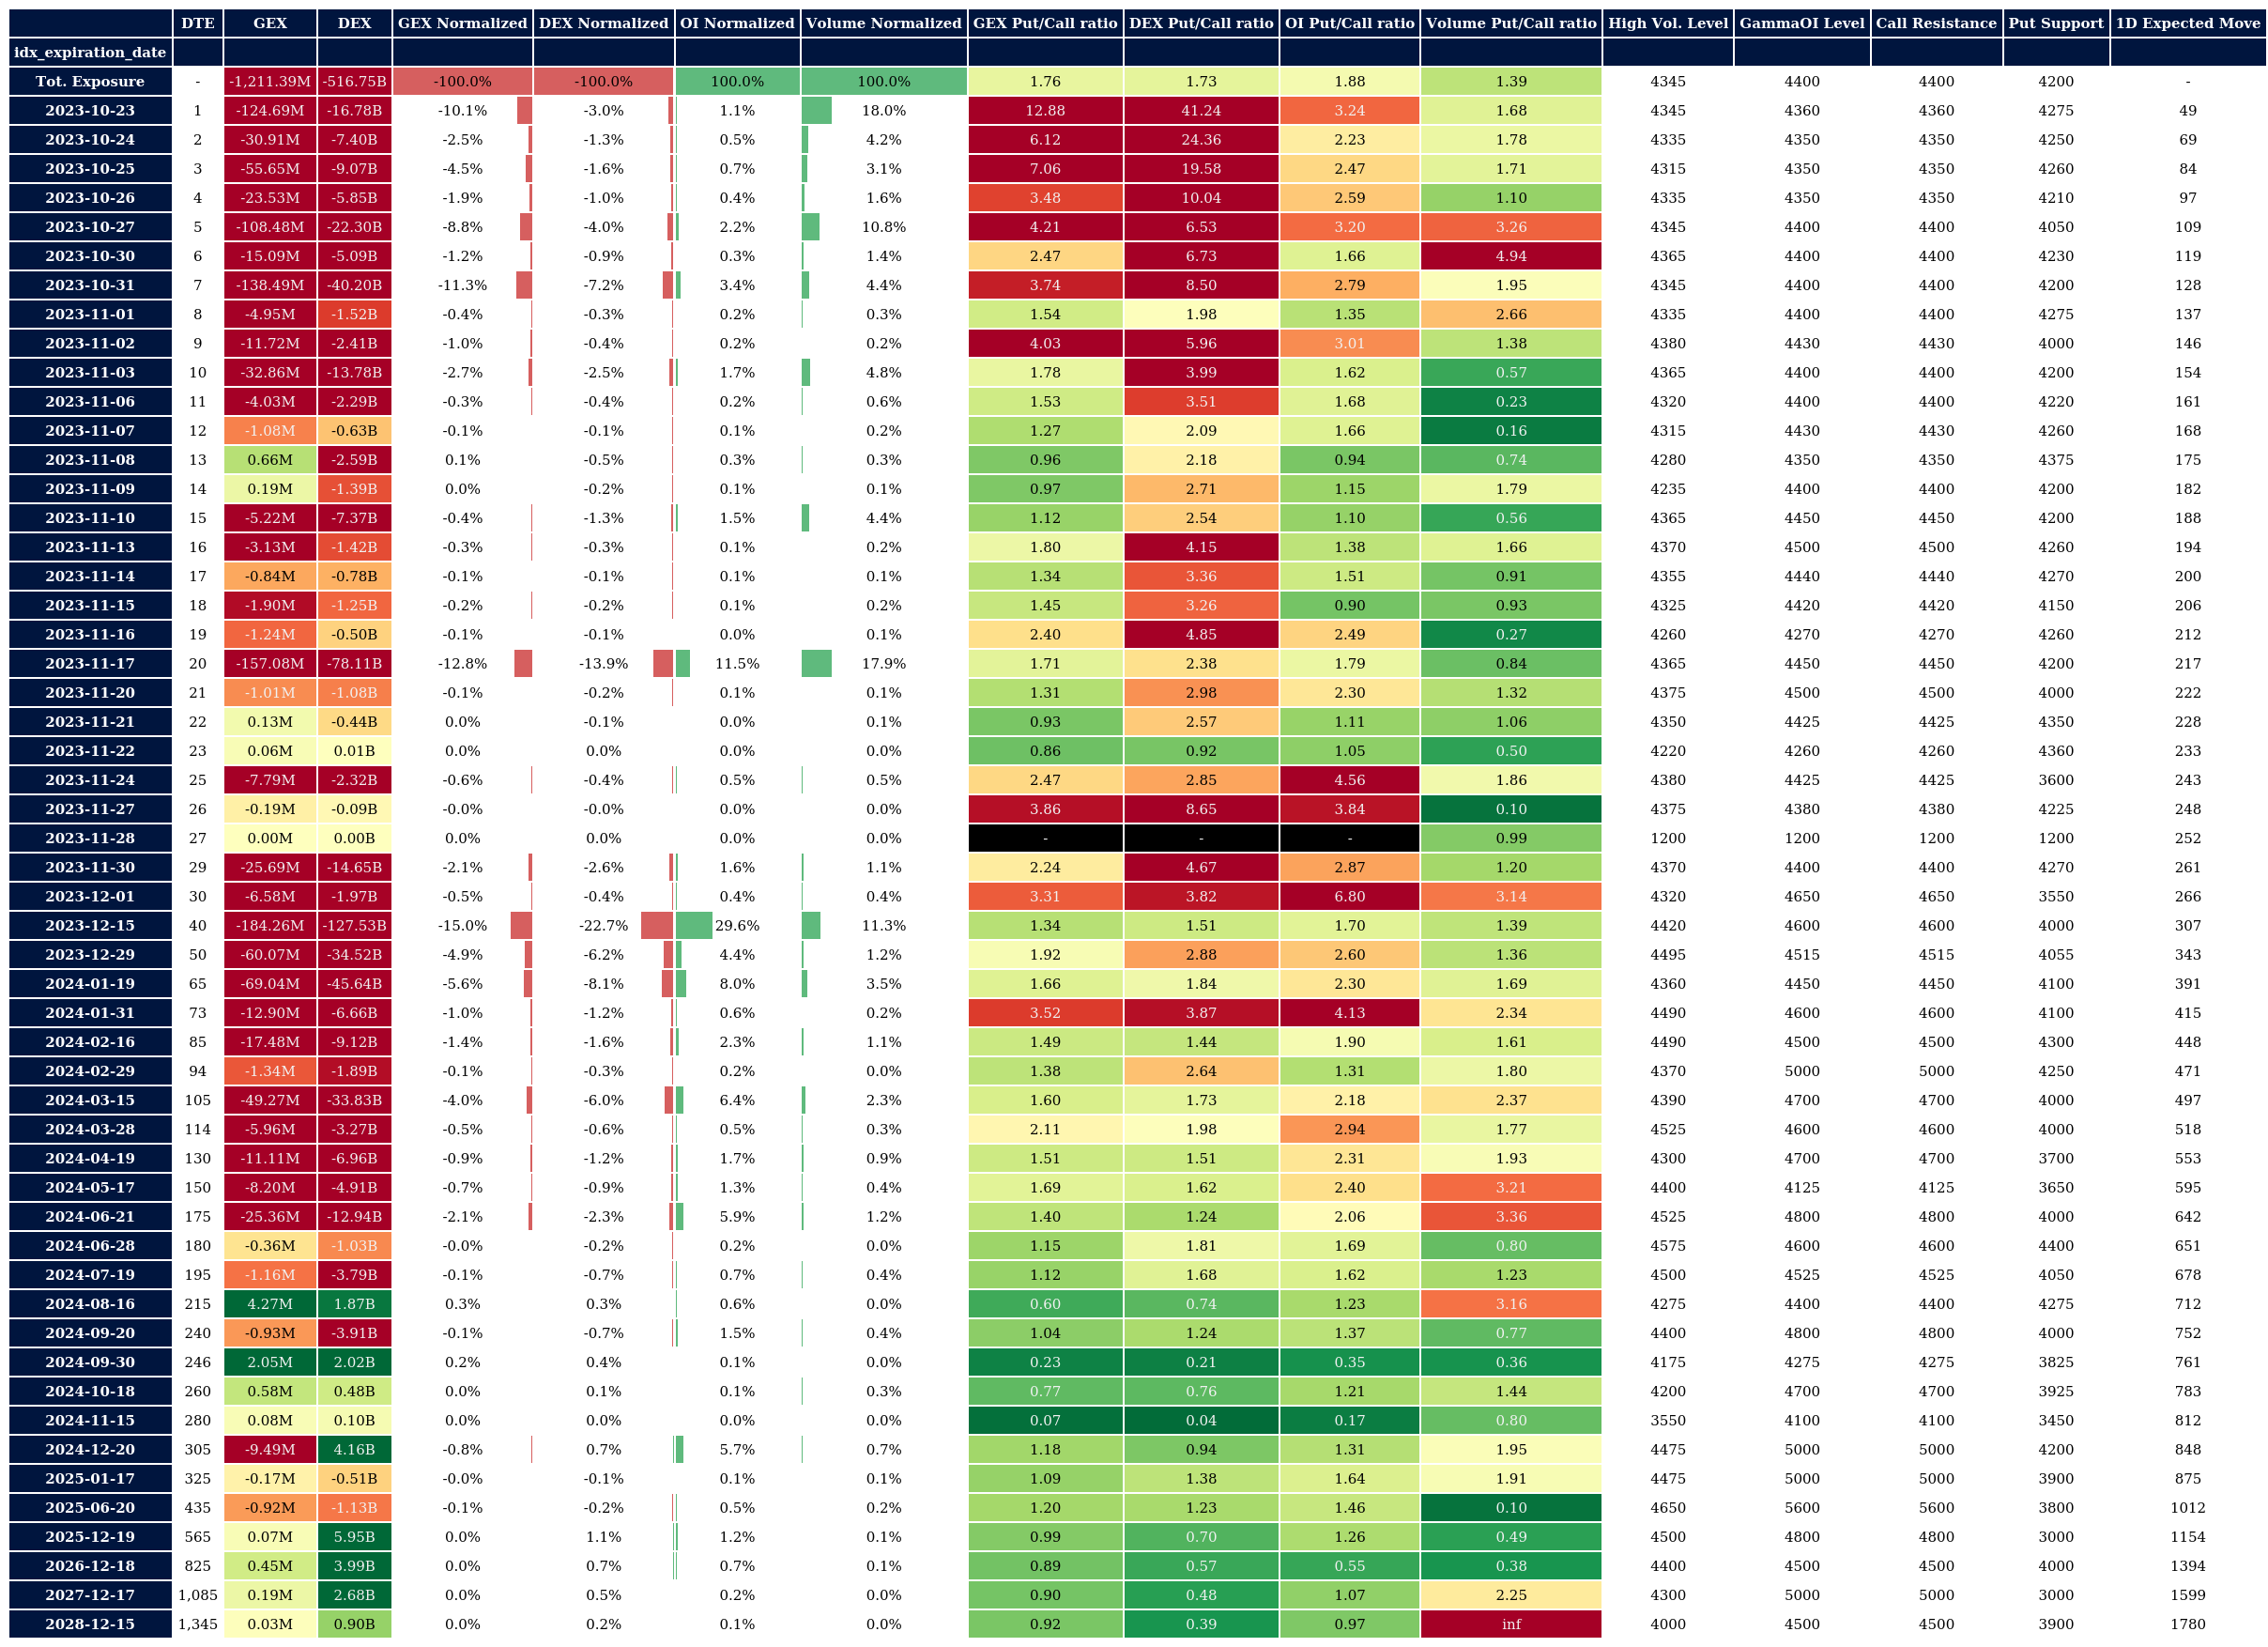 DTE GEX DEX GEX Normalized DEX Normalized OI Normalized Volume Normalized GEX Put/Call ratio DEX Put/Call ratio OI Put/Call ratio Volume Put/Call ratio High Vol. Level GammaOI Level Call Resistance Put Support 1D Expected Move
idx_expiration_date
Tot. Exposure - -1,211.39M -516.75B -100.0% -100.0% 100.0% 100.0% 1.76 1.73 1.88 1.39 4345 4400 4400 4200 -
2023-10-23 1 -124.69M -16.78B -10.1% -3.0% 1.1% 18.0% 12.88 41.24 3.24 1.68 4345 4360 4360 4275 49
2023-10-24 2 -30.91M -7.40B -2.5% -1.3% 0.5% 4.2% 6.12 24.36 2.23 1.78 4335 4350 4350 4250 69
2023-10-25 3 -55.65M -9.07B -4.5% -1.6% 0.7% 3.1% 7.06 19.58 2.47 1.71 4315 4350 4350 4260 84
2023-10-26 4 -23.53M -5.85B -1.9% -1.0% 0.4% 1.6% 3.48 10.04 2.59 1.10 4335 4350 4350 4210 97
2023-10-27 5 -108.48M -22.30B -8.8% -4.0% 2.2% 10.8% 4.21 6.53 3.20 3.26 4345 4400 4400 4050 109
2023-10-30 6 -15.09M -5.09B -1.2% -0.9% 0.3% 1.4% 2.47 6.73 1.66 4.94 4365 4400 4400 4230 119
2023-10-31 7 -138.49M -40.20B -11.3% -7.2% 3.4% 4.4% 3.74 8.50 2.79 1.95 4345 4400 4400 4200 128
2023-11-01 8 -4.95M -1.52B -0.4% -0.3% 0.2% 0.3% 1.54 1.98 1.35 2.66 4335 4400 4400 4275 137
2023-11-02 9 -11.72M -2.41B -1.0% -0.4% 0.2% 0.2% 4.03 5.96 3.01 1.38 4380 4430 4430 4000 146
2023-11-03 10 -32.86M -13.78B -2.7% -2.5% 1.7% 4.8% 1.78 3.99 1.62 0.57 4365 4400 4400 4200 154
2023-11-06 11 -4.03M -2.29B -0.3% -0.4% 0.2% 0.6% 1.53 3.51 1.68 0.23 4320 4400 4400 4220 161
2023-11-07 12 -1.08M -0.63B -0.1% -0.1% 0.1% 0.2% 1.27 2.09 1.66 0.16 4315 4430 4430 4260 168
2023-11-08 13 0.66M -2.59B 0.1% -0.5% 0.3% 0.3% 0.96 2.18 0.94 0.74 4280 4350 4350 4375 175
2023-11-09 14 0.19M -1.39B 0.0% -0.2% 0.1% 0.1% 0.97 2.71 1.15 1.79 4235 4400 4400 4200 182
2023-11-10 15 -5.22M -7.37B -0.4% -1.3% 1.5% 4.4% 1.12 2.54 1.10 0.56 4365 4450 4450 4200 188
2023-11-13 16 -3.13M -1.42B -0.3% -0.3% 0.1% 0.2% 1.80 4.15 1.38 1.66 4370 4500 4500 4260 194
2023-11-14 17 -0.84M -0.78B -0.1% -0.1% 0.1% 0.1% 1.34 3.36 1.51 0.91 4355 4440 4440 4270 200
2023-11-15 18 -1.90M -1.25B -0.2% -0.2% 0.1% 0.2% 1.45 3.26 0.90 0.93 4325 4420 4420 4150 206
2023-11-16 19 -1.24M -0.50B -0.1% -0.1% 0.0% 0.1% 2.40 4.85 2.49 0.27 4260 4270 4270 4260 212
2023-11-17 20 -157.08M -78.11B -12.8% -13.9% 11.5% 17.9% 1.71 2.38 1.79 0.84 4365 4450 4450 4200 217
2023-11-20 21 -1.01M -1.08B -0.1% -0.2% 0.1% 0.1% 1.31 2.98 2.30 1.32 4375 4500 4500 4000 222
2023-11-21 22 0.13M -0.44B 0.0% -0.1% 0.0% 0.1% 0.93 2.57 1.11 1.06 4350 4425 4425 4350 228
2023-11-22 23 0.06M 0.01B 0.0% 0.0% 0.0% 0.0% 0.86 0.92 1.05 0.50 4220 4260 4260 4360 233
2023-11-24 25 -7.79M -2.32B -0.6% -0.4% 0.5% 0.5% 2.47 2.85 4.56 1.86 4380 4425 4425 3600 243
2023-11-27 26 -0.19M -0.09B -0.0% -0.0% 0.0% 0.0% 3.86 8.65 3.84 0.10 4375 4380 4380 4225 248
2023-11-28 27 0.00M 0.00B 0.0% 0.0% 0.0% 0.0% - - - 0.99 1200 1200 1200 1200 252
2023-11-30 29 -25.69M -14.65B -2.1% -2.6% 1.6% 1.1% 2.24 4.67 2.87 1.20 4370 4400 4400 4270 261
2023-12-01 30 -6.58M -1.97B -0.5% -0.4% 0.4% 0.4% 3.31 3.82 6.80 3.14 4320 4650 4650 3550 266
2023-12-15 40 -184.26M -127.53B -15.0% -22.7% 29.6% 11.3% 1.34 1.51 1.70 1.39 4420 4600 4600 4000 307
2023-12-29 50 -60.07M -34.52B -4.9% -6.2% 4.4% 1.2% 1.92 2.88 2.60 1.36 4495 4515 4515 4055 343
2024-01-19 65 -69.04M -45.64B -5.6% -8.1% 8.0% 3.5% 1.66 1.84 2.30 1.69 4360 4450 4450 4100 391
2024-01-31 73 -12.90M -6.66B -1.0% -1.2% 0.6% 0.2% 3.52 3.87 4.13 2.34 4490 4600 4600 4100 415
2024-02-16 85 -17.48M -9.12B -1.4% -1.6% 2.3% 1.1% 1.49 1.44 1.90 1.61 4490 4500 4500 4300 448
2024-02-29 94 -1.34M -1.89B -0.1% -0.3% 0.2% 0.0% 1.38 2.64 1.31 1.80 4370 5000 5000 4250 471
2024-03-15 105 -49.27M -33.83B -4.0% -6.0% 6.4% 2.3% 1.60 1.73 2.18 2.37 4390 4700 4700 4000 497
2024-03-28 114 -5.96M -3.27B -0.5% -0.6% 0.5% 0.3% 2.11 1.98 2.94 1.77 4525 4600 4600 4000 518
2024-04-19 130 -11.11M -6.96B -0.9% -1.2% 1.7% 0.9% 1.51 1.51 2.31 1.93 4300 4700 4700 3700 553
2024-05-17 150 -8.20M -4.91B -0.7% -0.9% 1.3% 0.4% 1.69 1.62 2.40 3.21 4400 4125 4125 3650 595
2024-06-21 175 -25.36M -12.94B -2.1% -2.3% 5.9% 1.2% 1.40 1.24 2.06 3.36 4525 4800 4800 4000 642
2024-06-28 180 -0.36M -1.03B -0.0% -0.2% 0.2% 0.0% 1.15 1.81 1.69 0.80 4575 4600 4600 4400 651
2024-07-19 195 -1.16M -3.79B -0.1% -0.7% 0.7% 0.4% 1.12 1.68 1.62 1.23 4500 4525 4525 4050 678
2024-08-16 215 4.27M 1.87B 0.3% 0.3% 0.6% 0.0% 0.60 0.74 1.23 3.16 4275 4400 4400 4275 712
2024-09-20 240 -0.93M -3.91B -0.1% -0.7% 1.5% 0.4% 1.04 1.24 1.37 0.77 4400 4800 4800 4000 752
2024-09-30 246 2.05M 2.02B 0.2% 0.4% 0.1% 0.0% 0.23 0.21 0.35 0.36 4175 4275 4275 3825 761
2024-10-18 260 0.58M 0.48B 0.0% 0.1% 0.1% 0.3% 0.77 0.76 1.21 1.44 4200 4700 4700 3925 783
2024-11-15 280 0.08M 0.10B 0.0% 0.0% 0.0% 0.0% 0.07 0.04 0.17 0.80 3550 4100 4100 3450 812
2024-12-20 305 -9.49M 4.16B -0.8% 0.7% 5.7% 0.7% 1.18 0.94 1.31 1.95 4475 5000 5000 4200 848
2025-01-17 325 -0.17M -0.51B -0.0% -0.1% 0.1% 0.1% 1.09 1.38 1.64 1.91 4475 5000 5000 3900 875
2025-06-20 435 -0.92M -1.13B -0.1% -0.2% 0.5% 0.2% 1.20 1.23 1.46 0.10 4650 5600 5600 3800 1012
2025-12-19 565 0.07M 5.95B 0.0% 1.1% 1.2% 0.1% 0.99 0.70 1.26 0.49 4500 4800 4800 3000 1154
2026-12-18 825 0.45M 3.99B 0.0% 0.7% 0.7% 0.1% 0.89 0.57 0.55 0.38 4400 4500 4500 4000 1394
2027-12-17 1,085 0.19M 2.68B 0.0% 0.5% 0.2% 0.0% 0.90 0.48 1.07 2.25 4300 5000 5000 3000 1599
2028-12-15 1,345 0.03M 0.90B 0.0% 0.2% 0.1% 0.0% 0.92 0.39 0.97 inf 4000 4500 4500 3900 1780